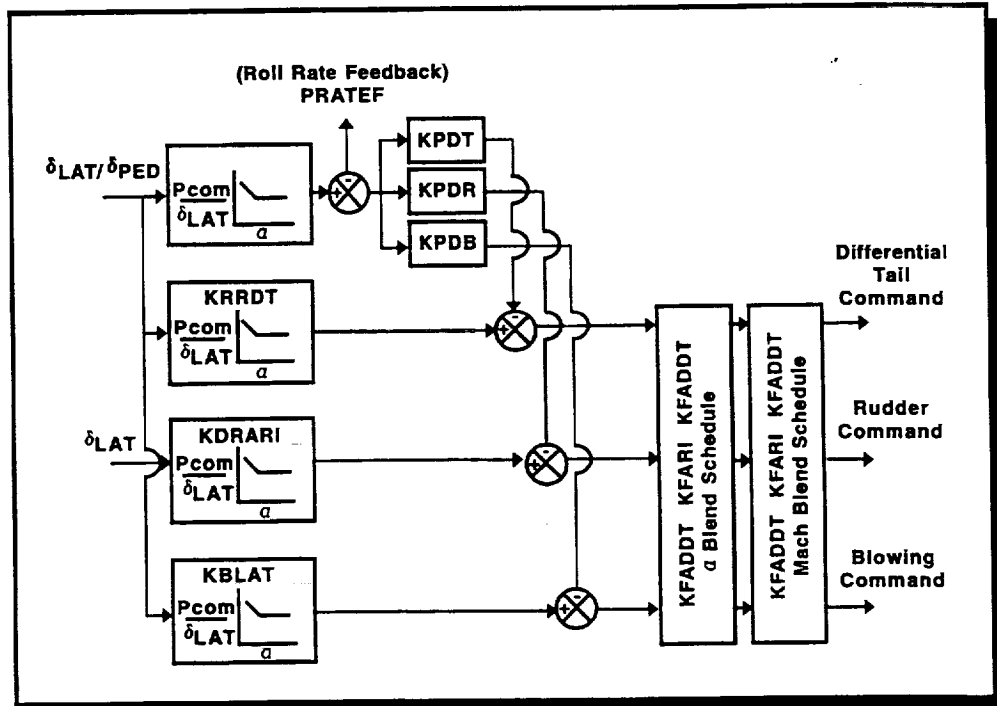 (Roll Rate Feedback)
PRATEF
δLAT/δPED
Pcom
δLAT
α
+
-
KPDT
KPDR
KPDB
KRRDT
Pcom
δLAT
α
+
-
δLAT
KDRARI
Pcom
δLAT
α
+
-
KBLAT
Pcom
δLAT
α
+
-
KFADDT KFARI KFADDT
α Blend Schedule
KFADDT KFARI KFADDT
Mach Blend Schedule
Differential
Tail
Command
Rudder
Command
Blowing
Command